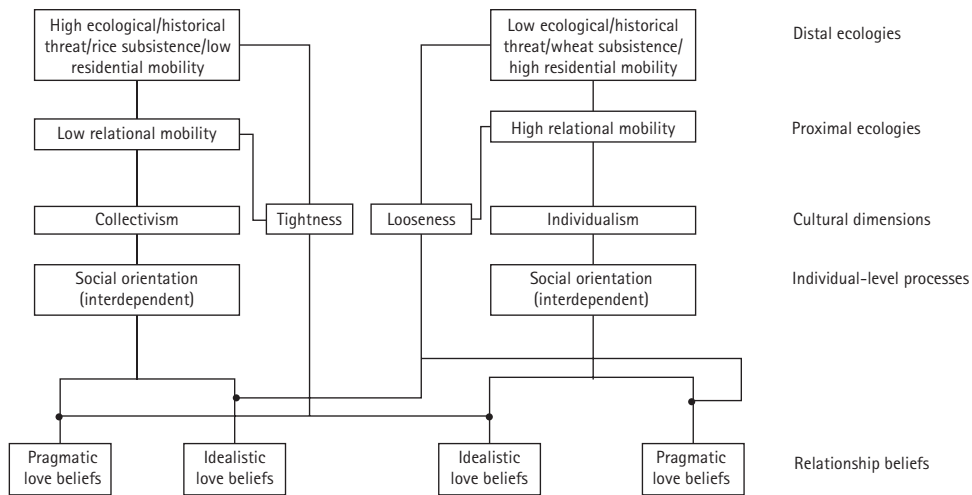 High ecological/historical
threat/rice subsistence/low
residential mobility
Low ecological/historical
threat/wheat subsistence/
high residential mobility
Distal ecologies
Low relational mobility
High relational mobility
Proximal ecologies
Collectivism
Tightness
Looseness
Individualism
Cultural dimensions
Social orientation
(interdependent)
Social orientation
(interdependent)
Individual-level processes
Pragmatic
love beliefs
Idealistic
love beliefs
Idealistic
love beliefs
Pragmatic
love beliefs
Relationship beliefs